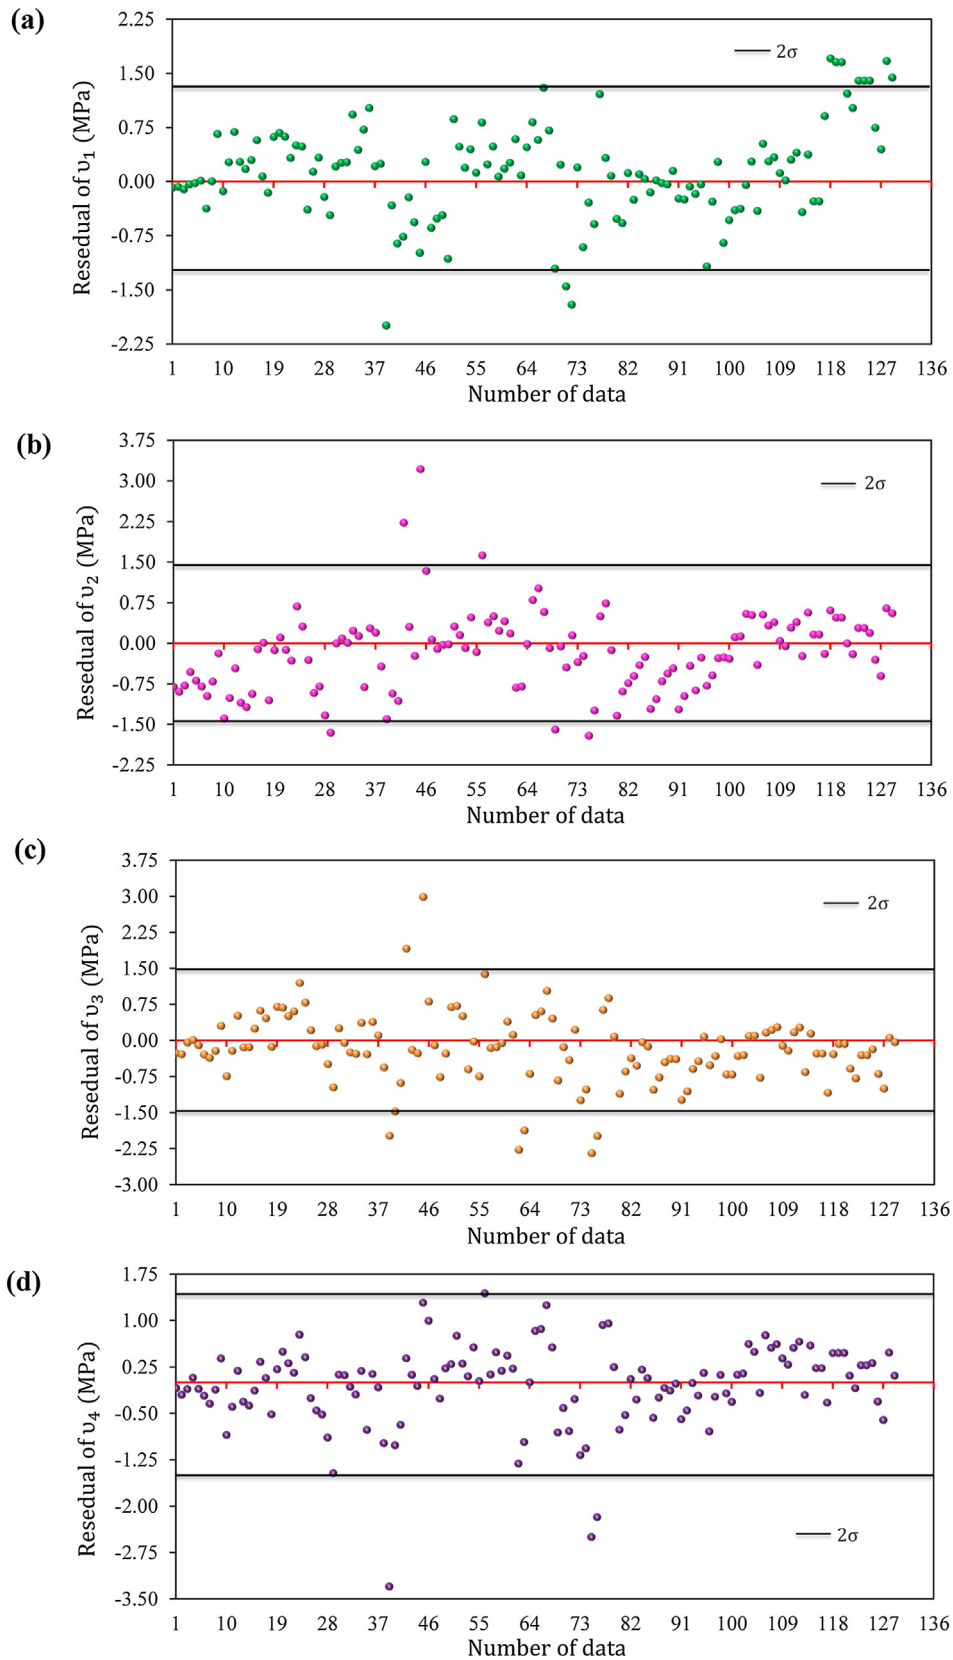 (a)
2.25
1.50
0.75
0.00
-0.75
-1.50
-2.25
Resedual of υ1 (MPa)
2σ
1 10 19 28 37 46 55 64 73 82 91 100 109 118 127 136
Number of data
(b)
3.75
3.00
2.25
1.50
0.75
0.00
-0.75
-1.50
-2.25
Resedual of υ2 (MPa)
2σ
1 10 19 28 37 46 55 64 73 82 91 100 109 118 127 136
Number of data
(c)
3.75
3.00
2.25
1.50
0.75
0.00
-0.75
-1.50
-2.25
-3.00
Resedual of υ3 (MPa)
2σ
1 10 19 28 37 46 55 64 73 82 91 100 109 118 127 136
Number of data
(d)
1.75
1.00
0.25
-0.50
-1.25
-2.00
-2.75
-3.50
Resedual of υ4 (MPa)
2σ
1 10 19 28 37 46 55 64 73 82 91 100 109 118 127 136
Number of data